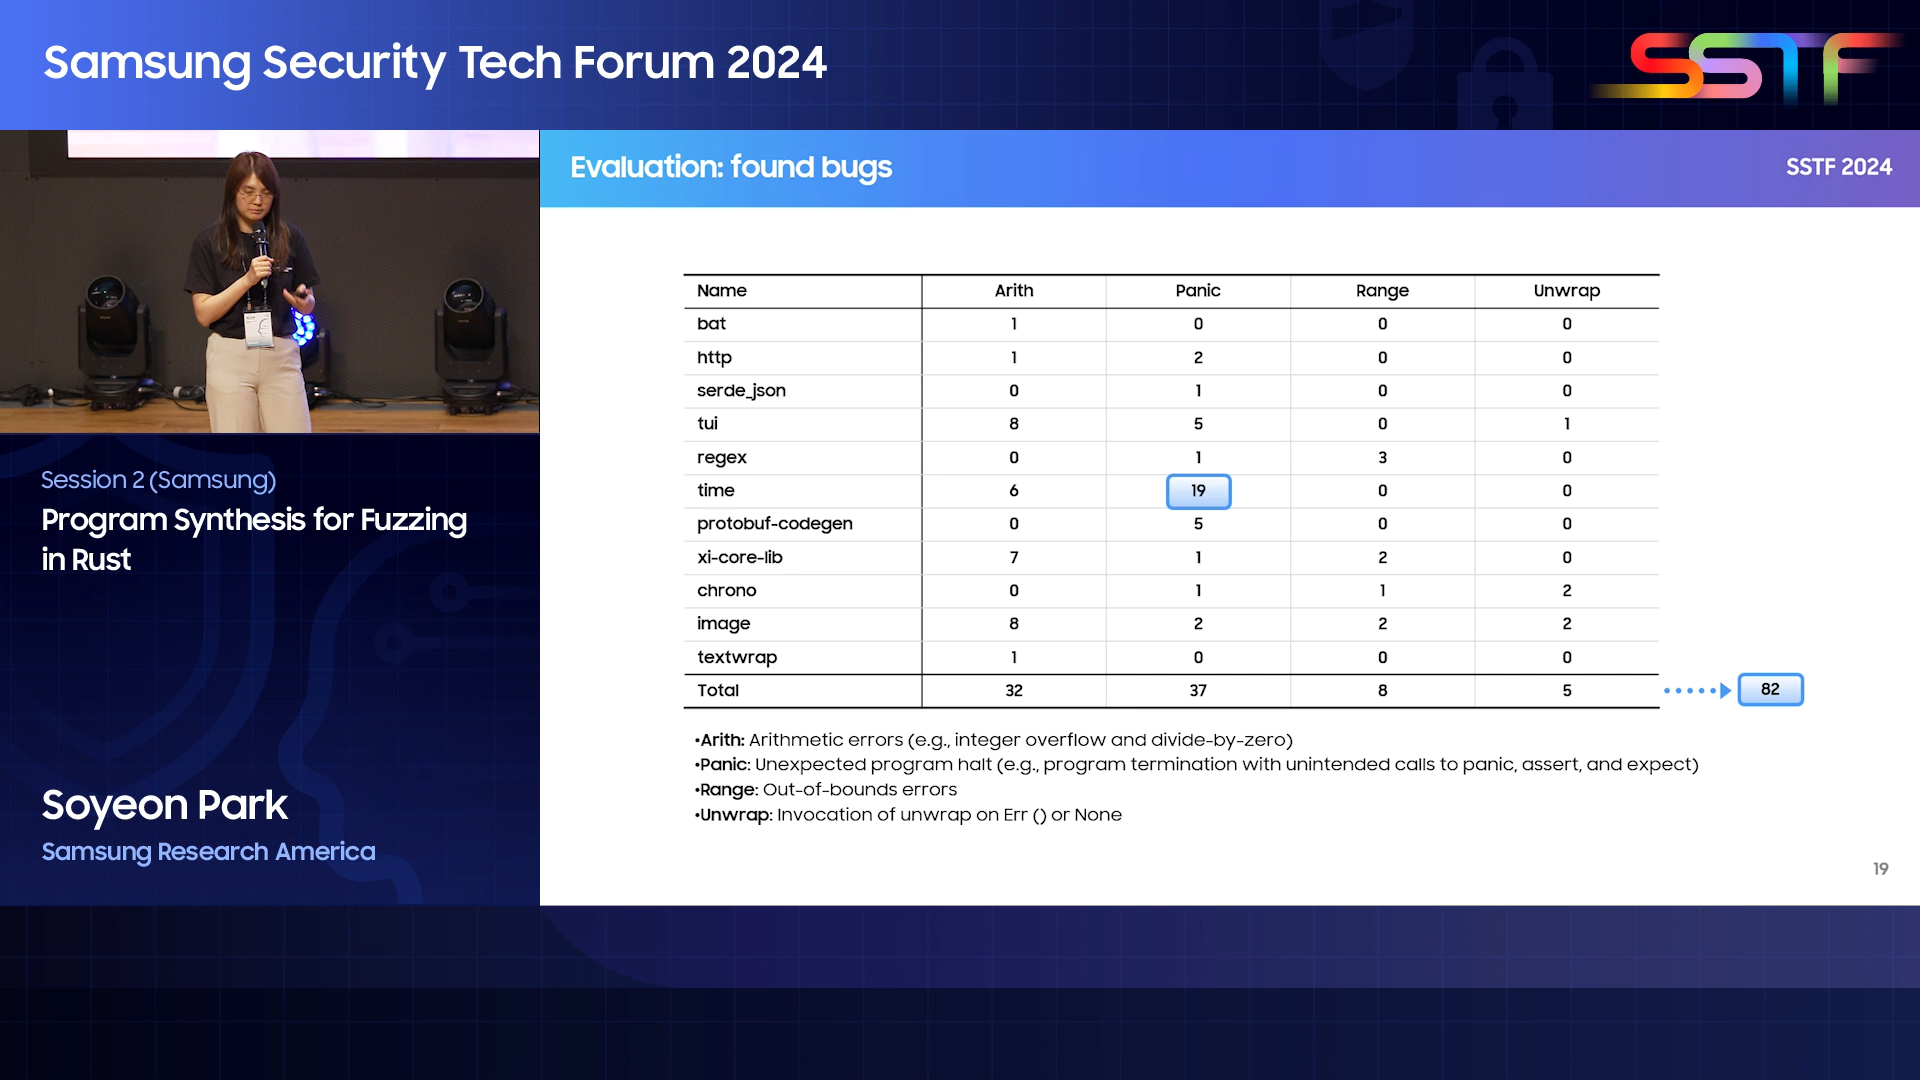 Samsung Security Tech Forum 2024
SSTF
Evaluation: found bugs
SSTF 2024
Name Arith Panic Range Unwrap
bat 1 0 0 0
http 1 2 0 0
serde_json 0 1 0 0
tui 8 5 0 1
regex 0 1 3 0
time 6 19 0 0
protobuf-codegen 0 5 0 0
xi-core-lib 7 1 2 0
chrono 0 1 1 2
image 8 2 2 2
textwrap 1 0 0 0
Total 32 37 8 5 82
•Arith: Arithmetic errors (e.g., integer overflow and divide-by-zero)
•Panic: Unexpected program halt (e.g., program termination with unintended calls to panic, assert, and expect)
•Range: Out-of-bounds errors
•Unwrap: Invocation of unwrap on Err () or None
19
Session 2 (Samsung)
Program Synthesis for Fuzzing
in Rust
Soyeon Park
Samsung Research America